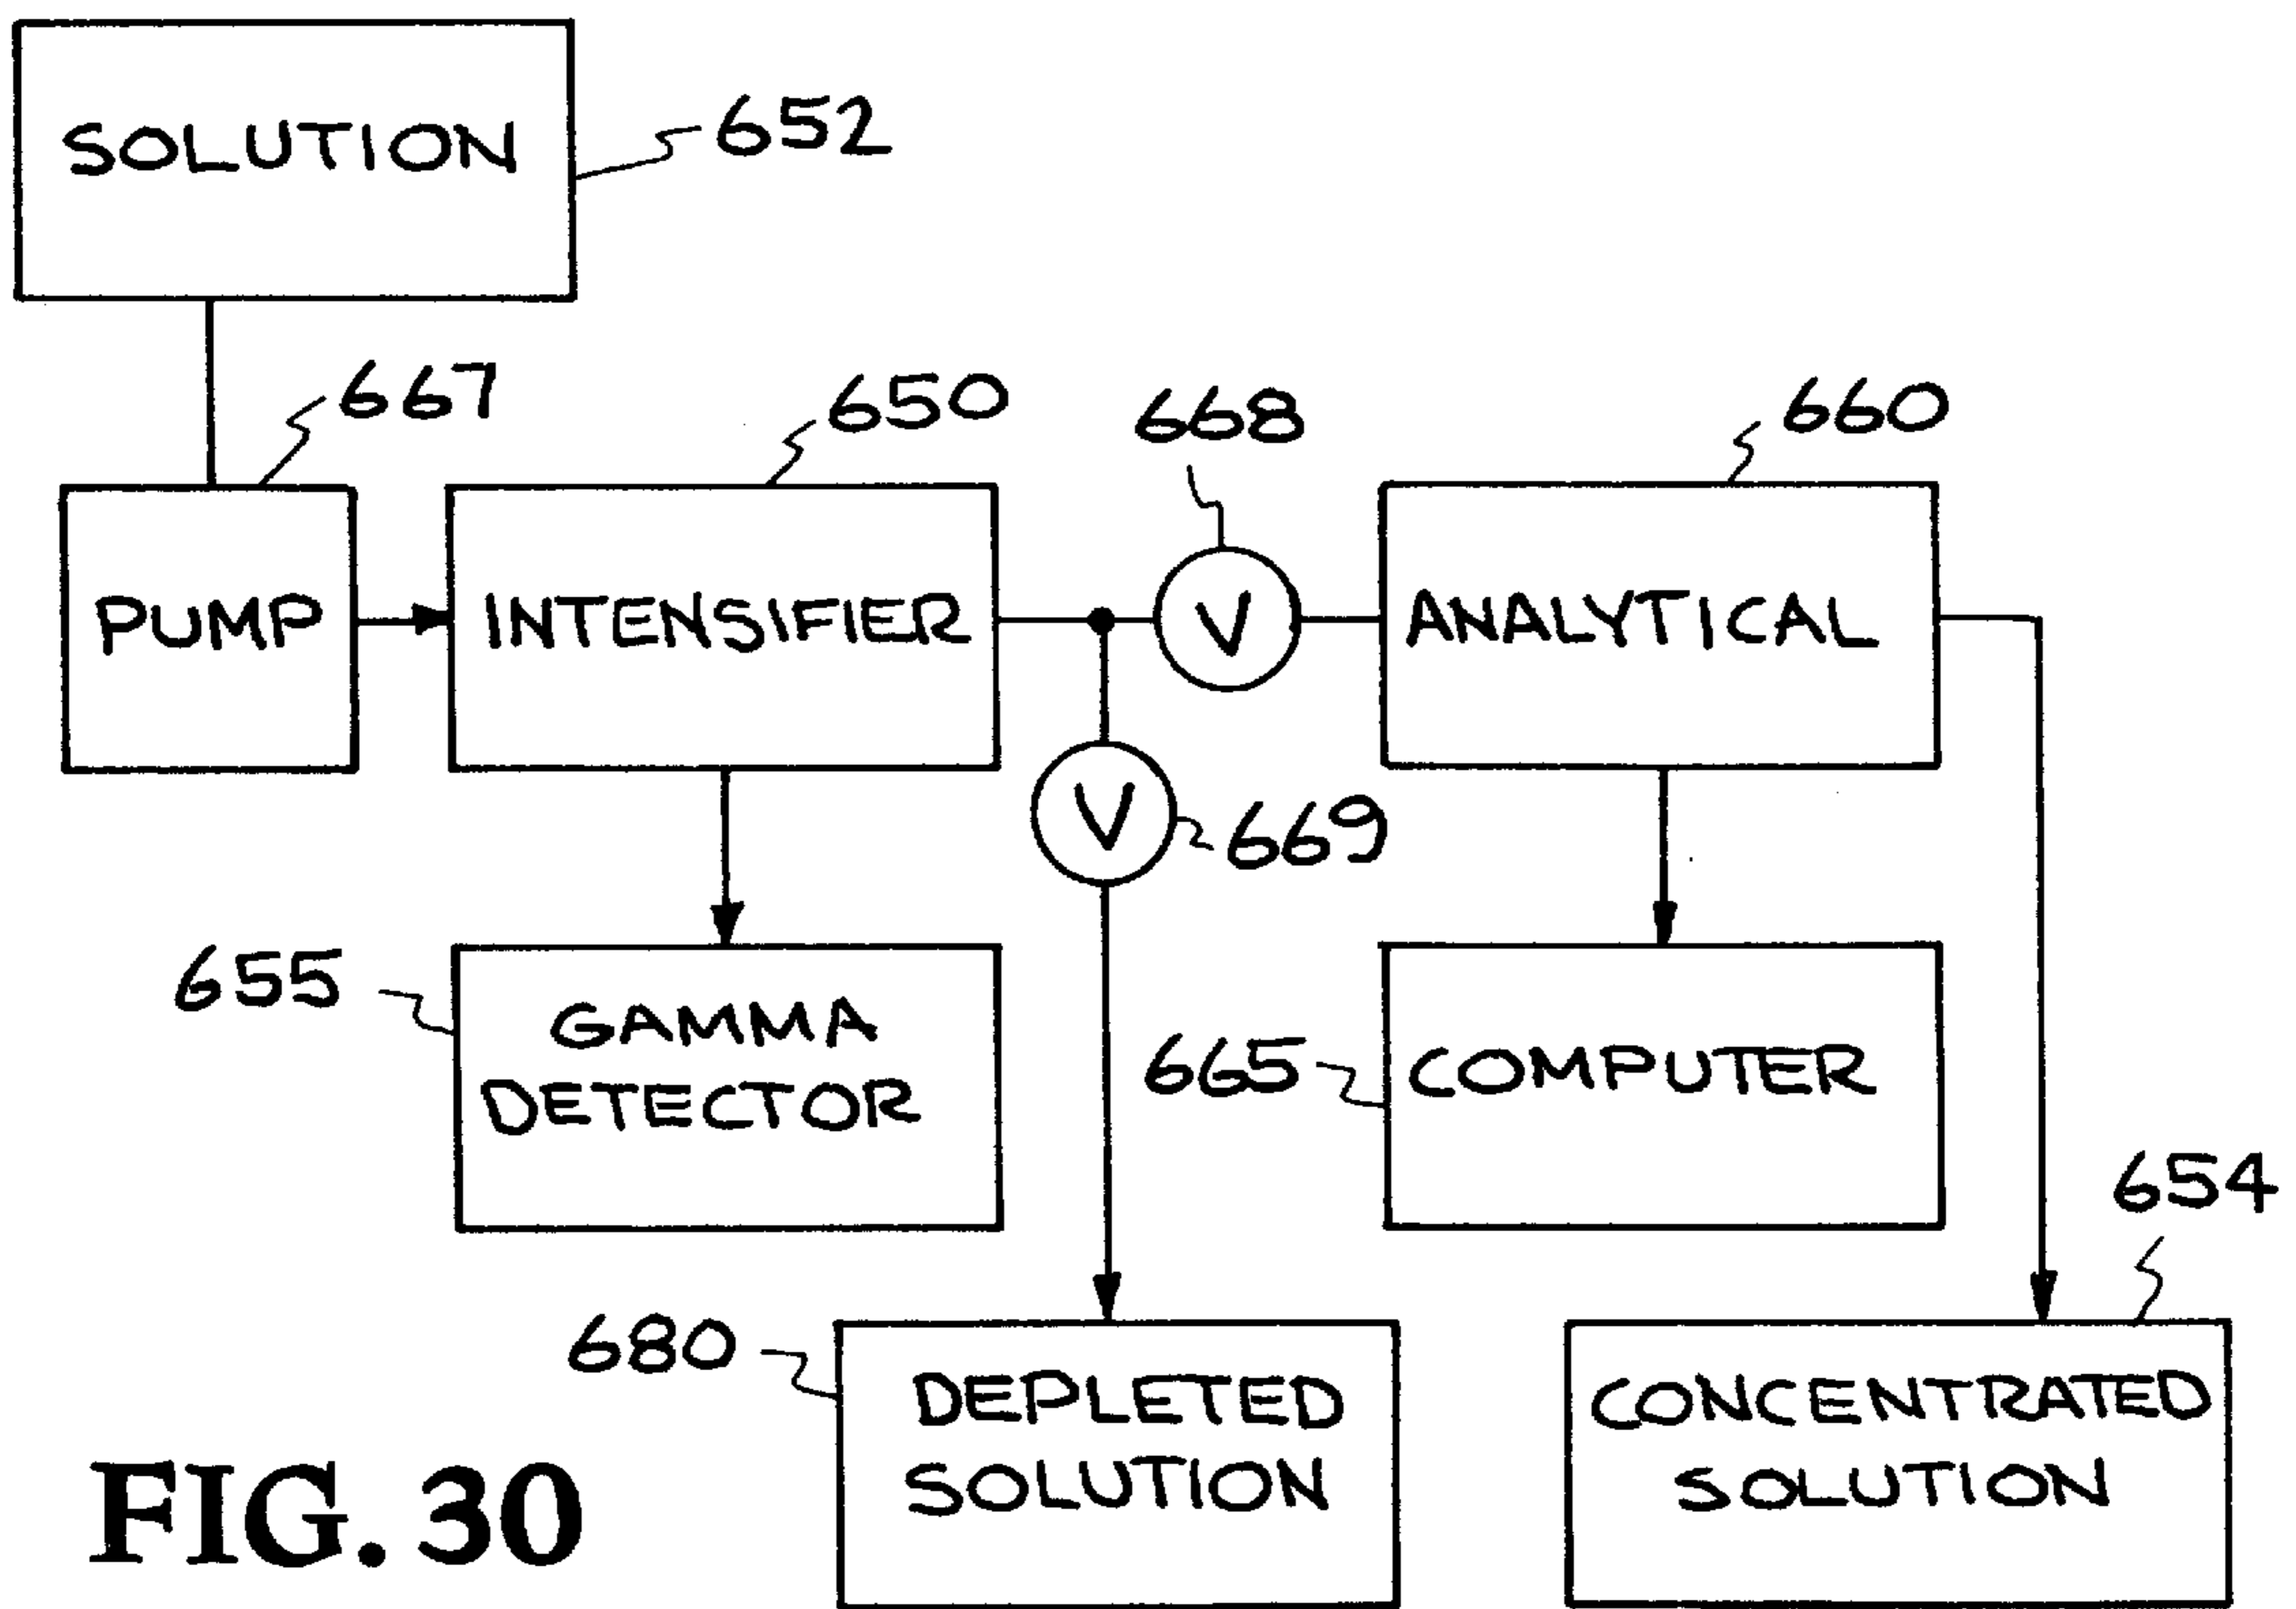 SOLUTION
652
667
650
668
660
PUMP
INTENSIFIER
V
ANALYTICAL
V
669
655
GAMMA
DETECTOR
665
COMPUTER
654
680
DEPLETED
SOLUTION
CONCENTRATED
SOLUTION
FIG. 30